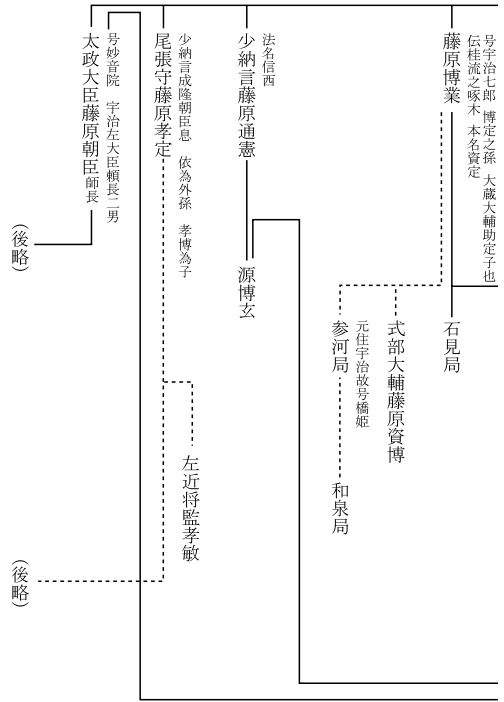 号宇治七郎 博定之孫 大蔵大輔助定子也
伝桂流之啄木 本名資定
藤原博業
石見局
式部大輔藤原資博
元住宇治故号橋姫
参河局
和泉局
法名信西
少納言藤原通憲
源博玄
少納言成隆朝臣息 依為外孫 孝博為子
尾張守藤原孝定
左近将監孝敏
(後略)
号妙音院 宇治左大臣頼長二男
太政大臣藤原朝臣師長
(後略)